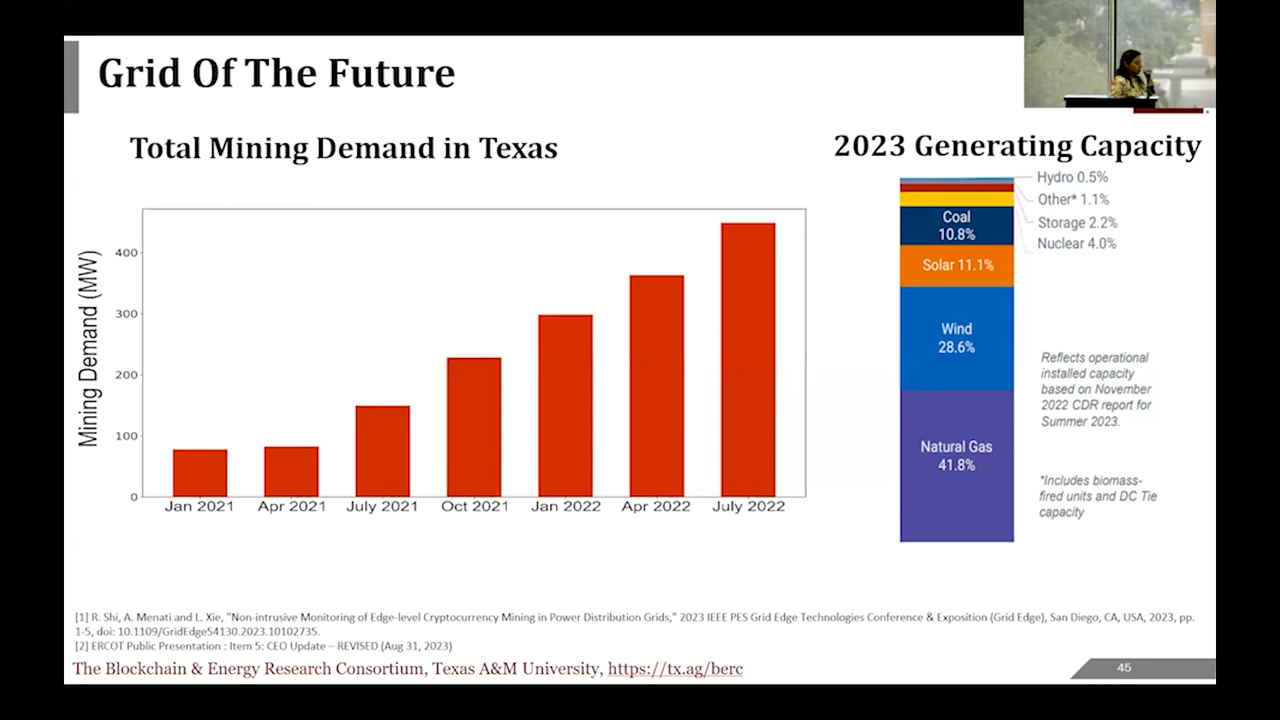 Grid Of The Future
Total Mining Demand in Texas
Mining Demand (MW)
400
300
200
100
0
Jan 2021
Apr 2021
July 2021
Oct 2021
Jan 2022
Apr 2022
July 2022
2023 Generating Capacity
Hydro 0.5%
Other* 1.1%
Storage 2.2%
Nuclear 4.0%
Coal
10.8%
Solar 11.1%
Wind
28.6%
Natural Gas
41.8%
Reflects operational
installed capacity
based on November
2022 CDR report for
Summer 2023.
*Includes biomass-
fired units and DC Tie
capacity
[1] R. Shi, A. Menati and L. Xie, "Non-intrusive Monitoring of Edge-level Cryptocurrency Mining in Power Distribution Grids," 2023 IEEE PES Grid Edge Technologies Conference & Exposition (Grid Edge), San Diego, CA, USA, 2023, pp.
1-5, doi: 10.1109/GridEdge54130.2023.10102735.
[2] ERCOT Public Presentation : Item 5: CEO Update – REVISED (Aug 31, 2023)
The Blockchain & Energy Research Consortium, Texas A&M University, https://tx.ag/berc
45